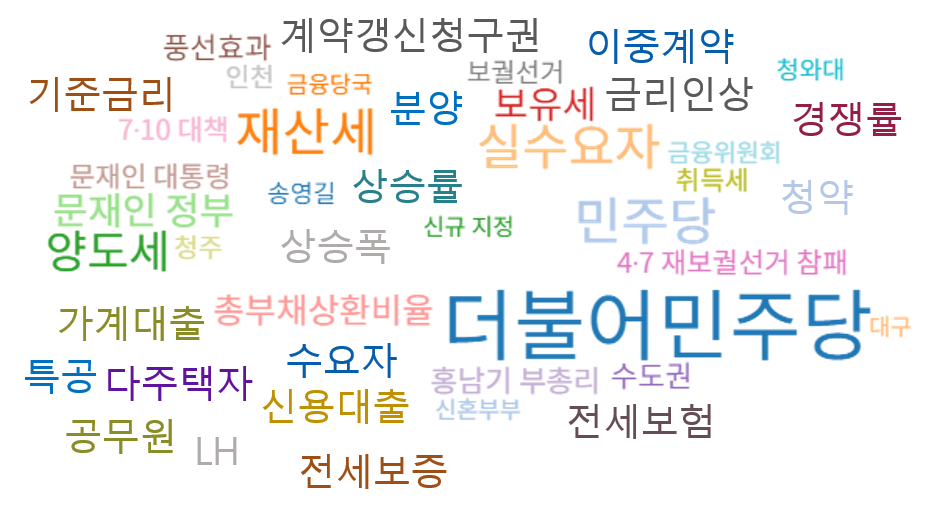 계약갱신청구권
풍선효과
이중계약
인천
금융당국
보궐선거
청와대
기준금리
분양
보유세
금리인상
7·10 대책
재산세
경쟁률
실수요자
금융위원회
문재인 대통령
송영길
상승률
취득세
청약
문재인 정부
신규 지정
민주당
양도세
청주
상승폭
4·7 재보궐선거 참패
가계대출
총부채상환비율
더불어민주당
대구
특공
다주택자
수요자
홍남기 부총리
수도권
신용대출
신혼부부
전세보험
공무원
LH
전세보증